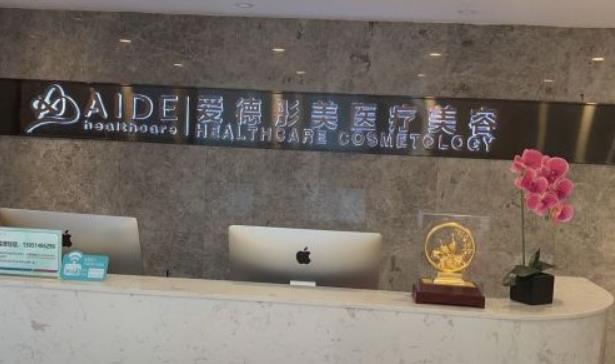 AIDE
healthcare
爱德彤美医疗美容
HEALTHCARE COSMETOLOGY